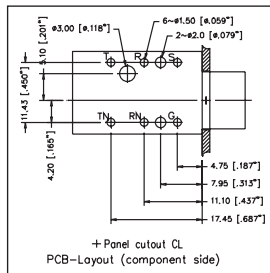 ø3.00 [ø.118"]
6~ø1.50 [ø.059"]
2~ø2.0 [ø,079"]
5.10 [.201"]
11.43 [.450"]
4.20 [.165"]
T R S
TN RN G
4.75 [.187"]
7.95 [.313"]
11.10 [.437"]
17.45 [.687"]
+ Panel cutout CL
PCB-Layout (component side)